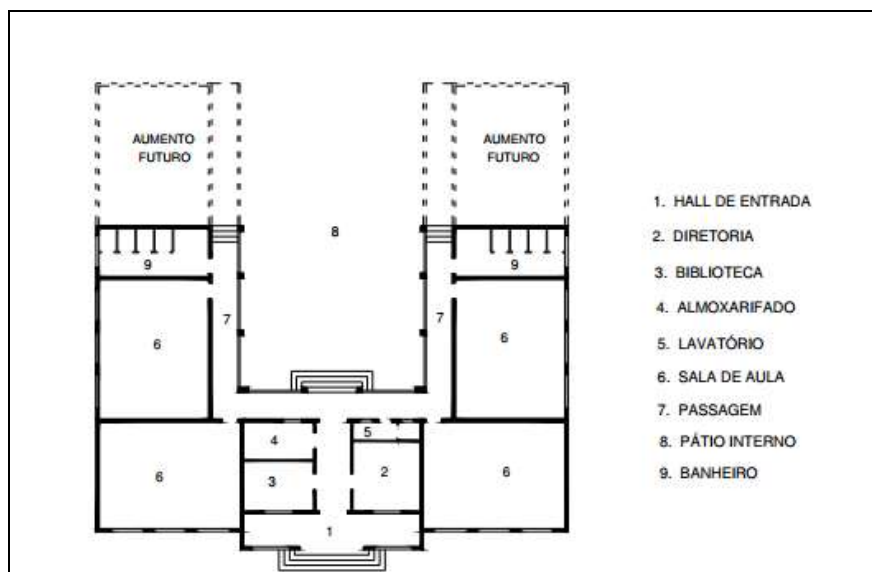 AUMENTO
FUTURO
AUMENTO
FUTURO
8
9
9
7
7
6
6
4
5
3
2
6
6
1
1. HALL DE ENTRADA
2. DIRETORIA
3. BIBLIOTECA
4. ALMOXARIFADO
5. LAVATÓRIO
6. SALA DE AULA
7. PASSAGEM
8. PÁTIO INTERNO
9. BANHEIRO